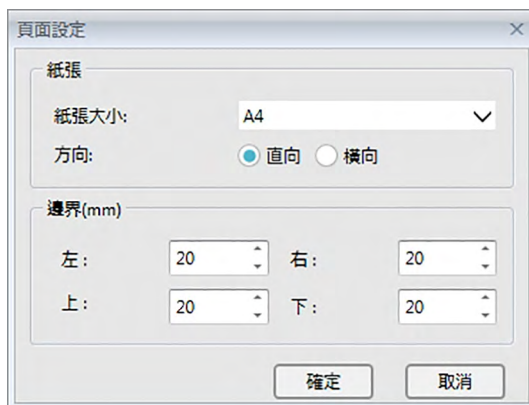 頁面設定
紙張
紙張大小: A4
方向: 直向 橫向
邊界(mm)
左: 20 右: 20
上: 20 下: 20
確定 取消